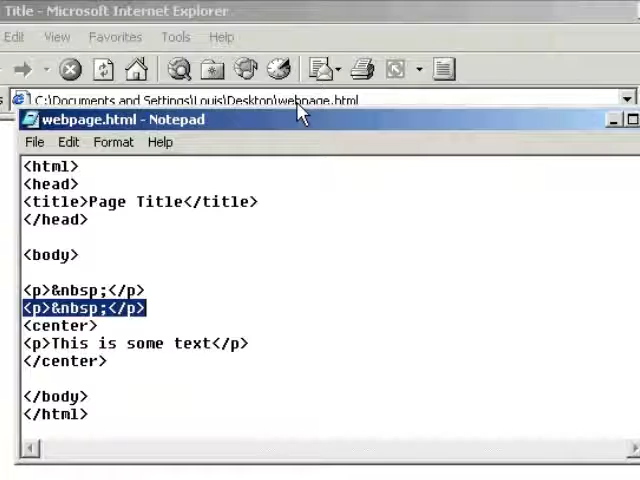 Title - Microsoft Internet Explorer
Edit View Favorites Tools Help
C:\Documents and Settings\Louis\Desktop\webpage.html
webpage.html - Notepad
File Edit Format Help
<html>
<head>
<title>Page Title</title>
</head>
<body>
<p>&nbsp;</p>
<p>&nbsp;</p>
<center>
<p>This is some text</p>
</center>
</body>
</html>